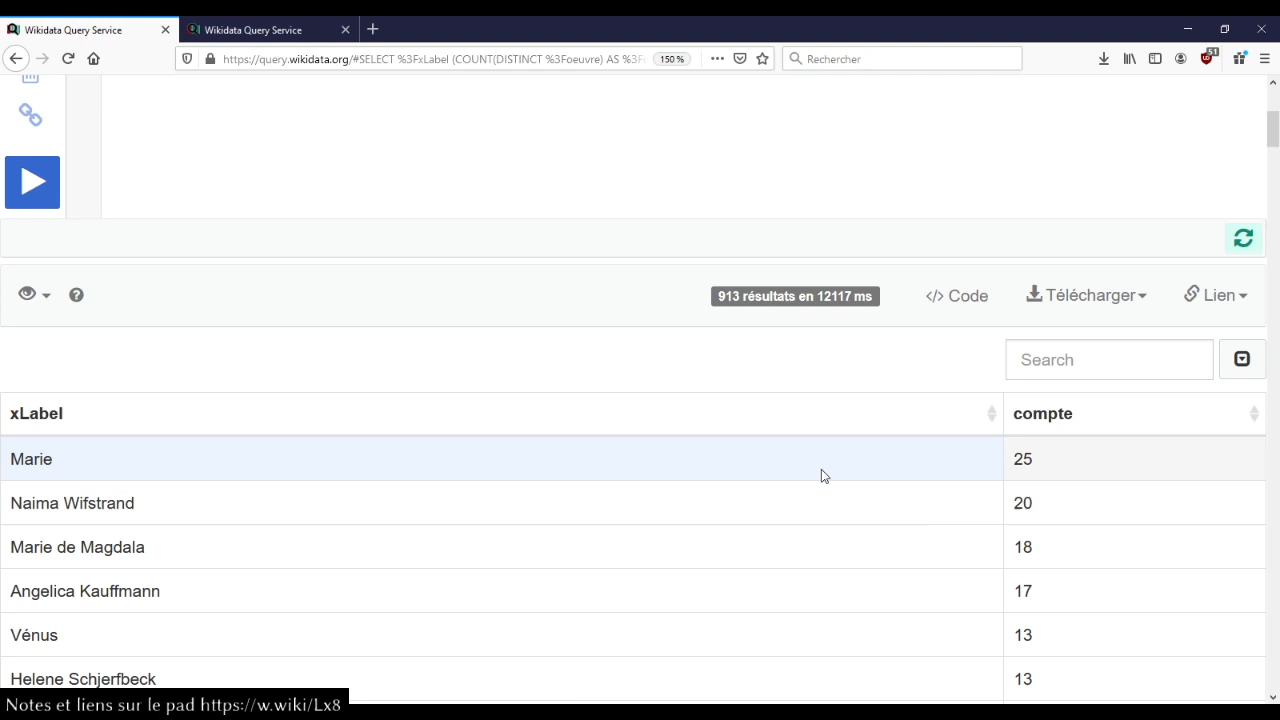 Wikidata Query Service
Wikidata Query Service
https://query.wikidata.org/#SELECT %3FxLabel (COUNT(DISTINCT %3Foeuvre) AS %3F
150 %
Rechercher
51
913 résultats en 12117 ms
</> Code
Télécharger
Lien
Search
xLabel
compte
Marie
25
Naima Wifstrand
20
Marie de Magdala
18
Angelica Kauffmann
17
Vénus
13
Helene Schjerfbeck
13
Notes et liens sur le pad https://w.wiki/Lx8